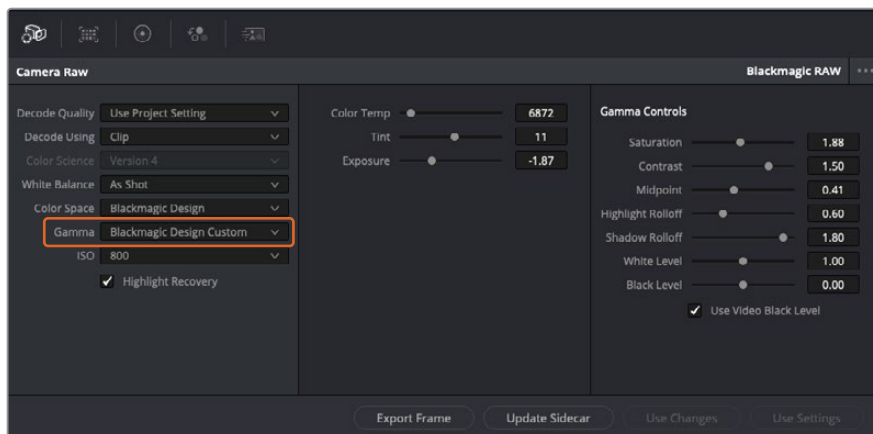 Camera Raw
Blackmagic RAW
Decode Quality Use Project Setting
Decode Using Clip
Color Science Version 4
White Balance As Shot
Color Space Blackmagic Design
Gamma Blackmagic Design Custom
ISO 800
Highlight Recovery
Color Temp 6872
Tint 11
Exposure -1.87
Gamma Controls
Saturation 1.88
Contrast 1.50
Midpoint 0.41
Highlight Rolloff 0.60
Shadow Rolloff 1.80
White Level 1.00
Black Level 0.00
Use Video Black Level
Export Frame
Update Sidecar
Use Changes
Use Settings